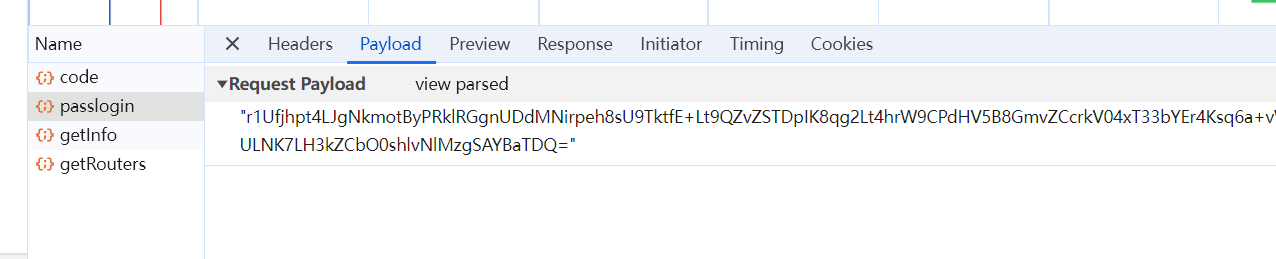 Name
Headers Payload Preview Response Initiator Timing Cookies
code
Request Payload view parsed
passlogin
"r1Ufjhpt4LJgNkmotByPRklRGgnUDdMNirpeh8sU9TktfE+Lt9QZvZSTDpIK8qg2Lt4hrW9CPdHV5B8GmvZCcrkV04xT33bYEr4Ksq6a+v
getInfo
ULNK7LH3kZCbO0shlvNlMzgSAYBaTDQ="
getRouters